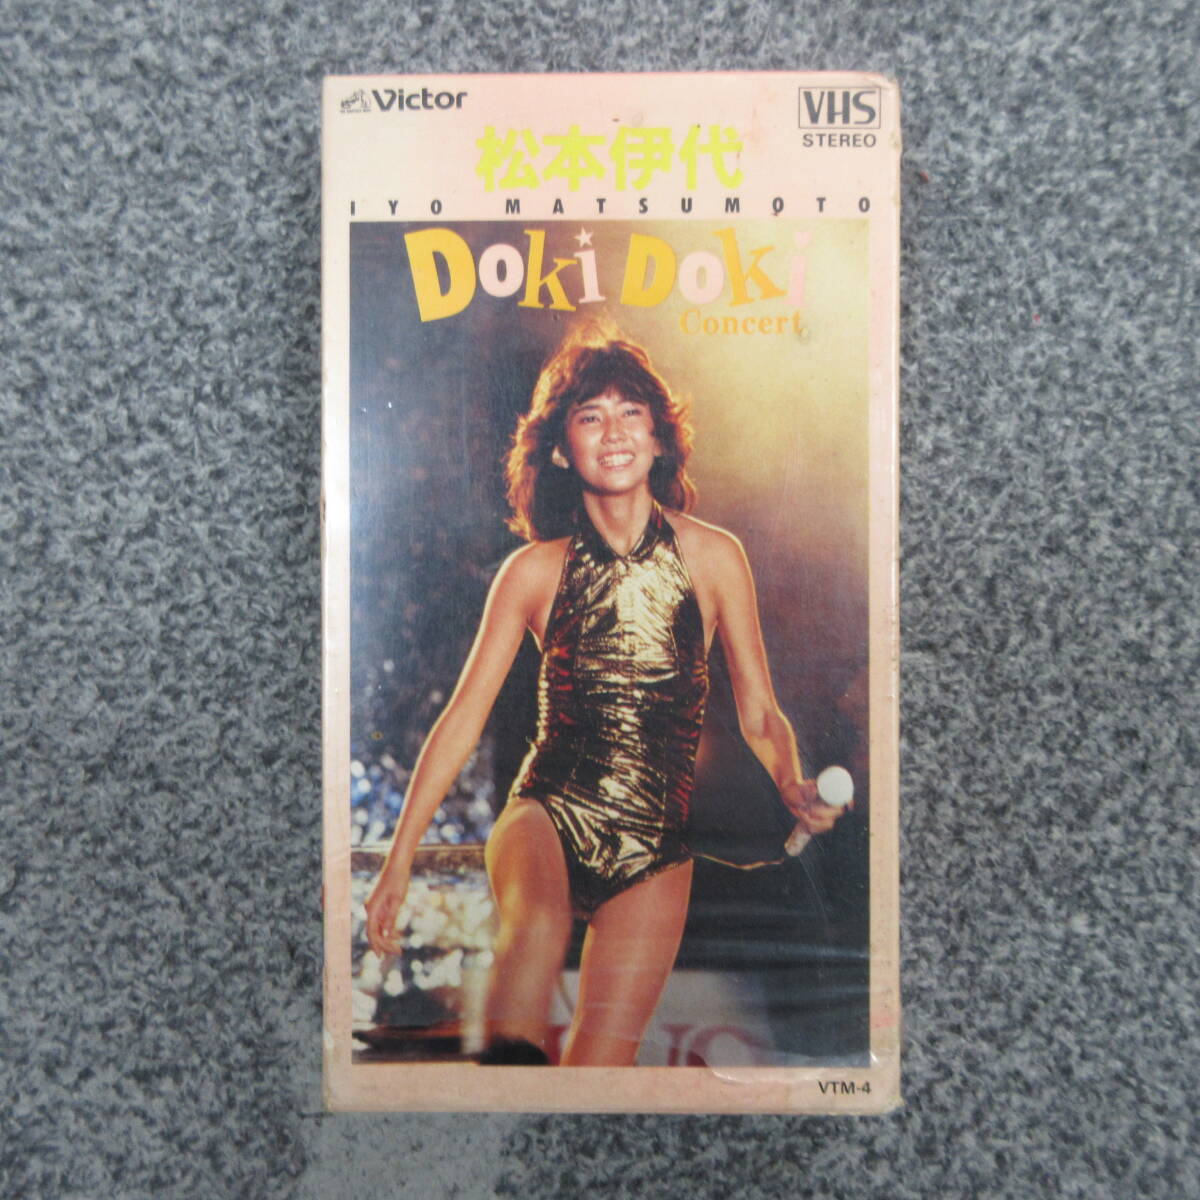 Victor
VHS
STEREO
松本伊代
IYO MATSUMOTO
Doki Doki
Concert
VTM-4